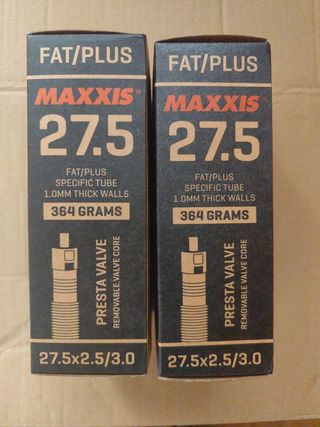 FAT/PLUS
MAXXIS®
27.5
FAT/PLUS
SPECIFIC TUBE
1.0MM THICK WALLS
364 GRAMS
PRESTA VALVE
REMOVABLE VALVE CORE
27.5x2.5/3.0
FAT/PLUS
MAXXIS®
27.5
FAT/PLUS
SPECIFIC TUBE
1.0MM THICK WALLS
364 GRAMS
PRESTA VALVE
REMOVABLE VALVE CORE
27.5x2.5/3.0